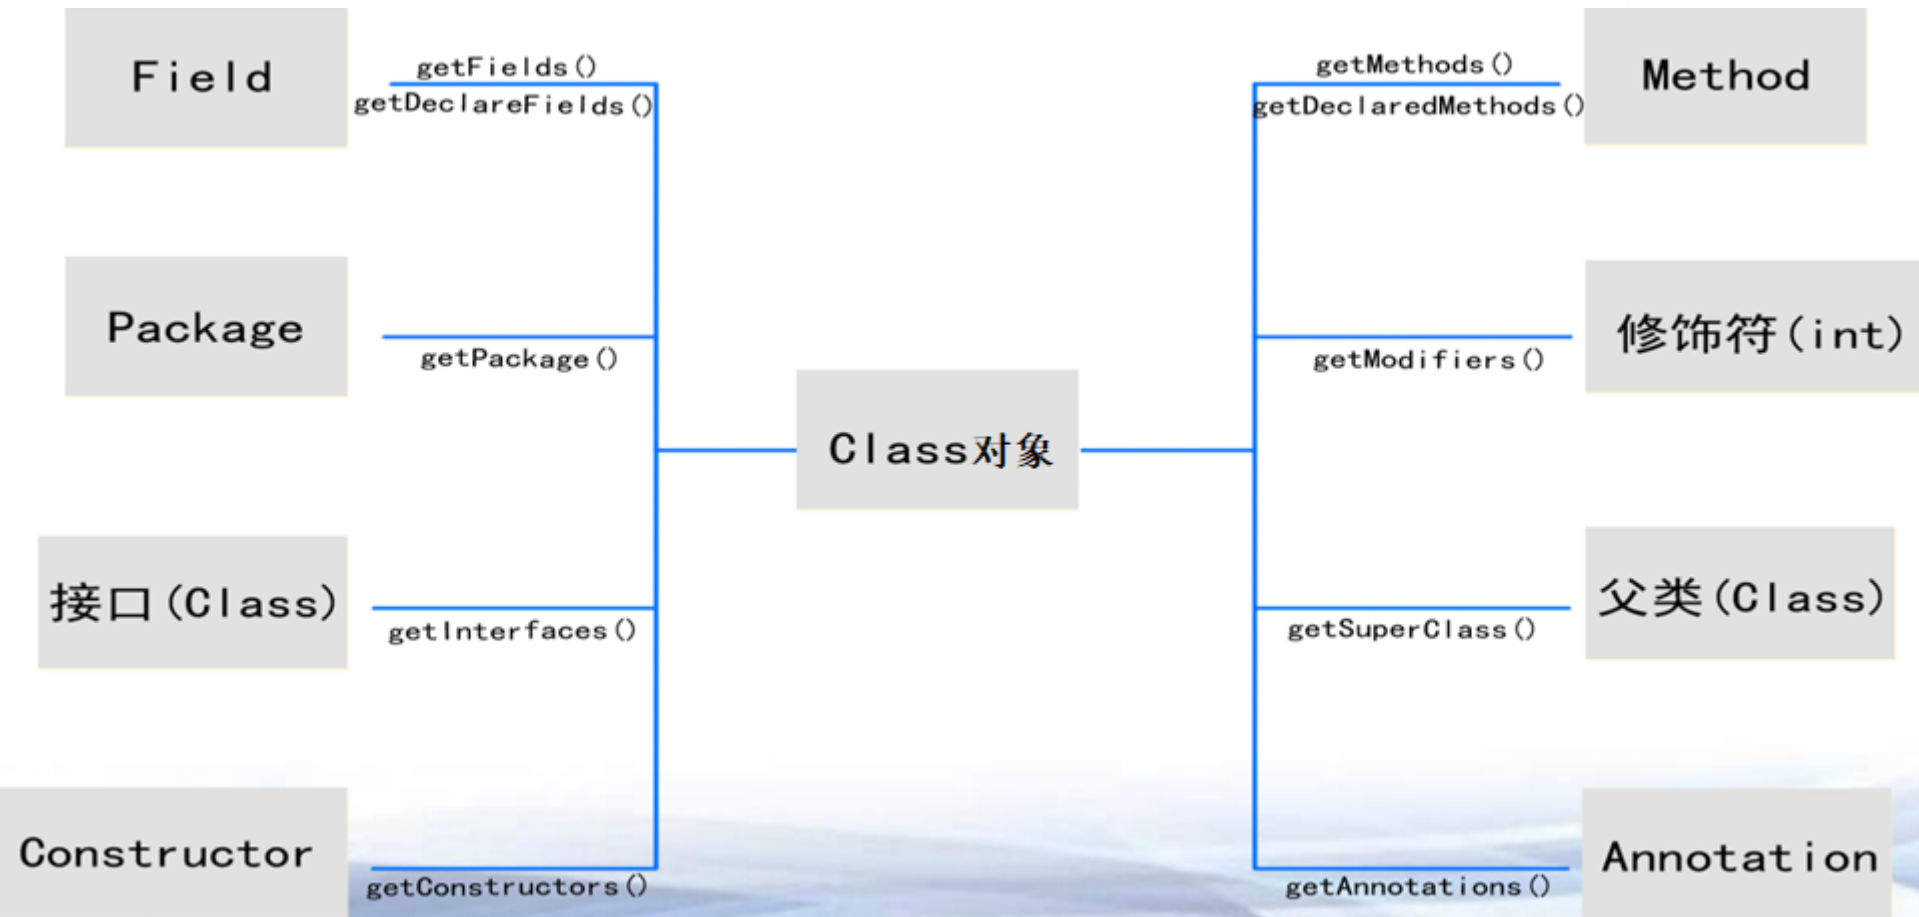 Field
getFields()
getDeclareFields()
getMethods()
getDeclaredMethods()
Method
Package
getPackage()
getModifiers()
修饰符(int)
Class对象
接口(Class)
getInterfaces()
getSuperClass()
父类(Class)
Constructor
getConstructors()
getAnnotations()
Annotation